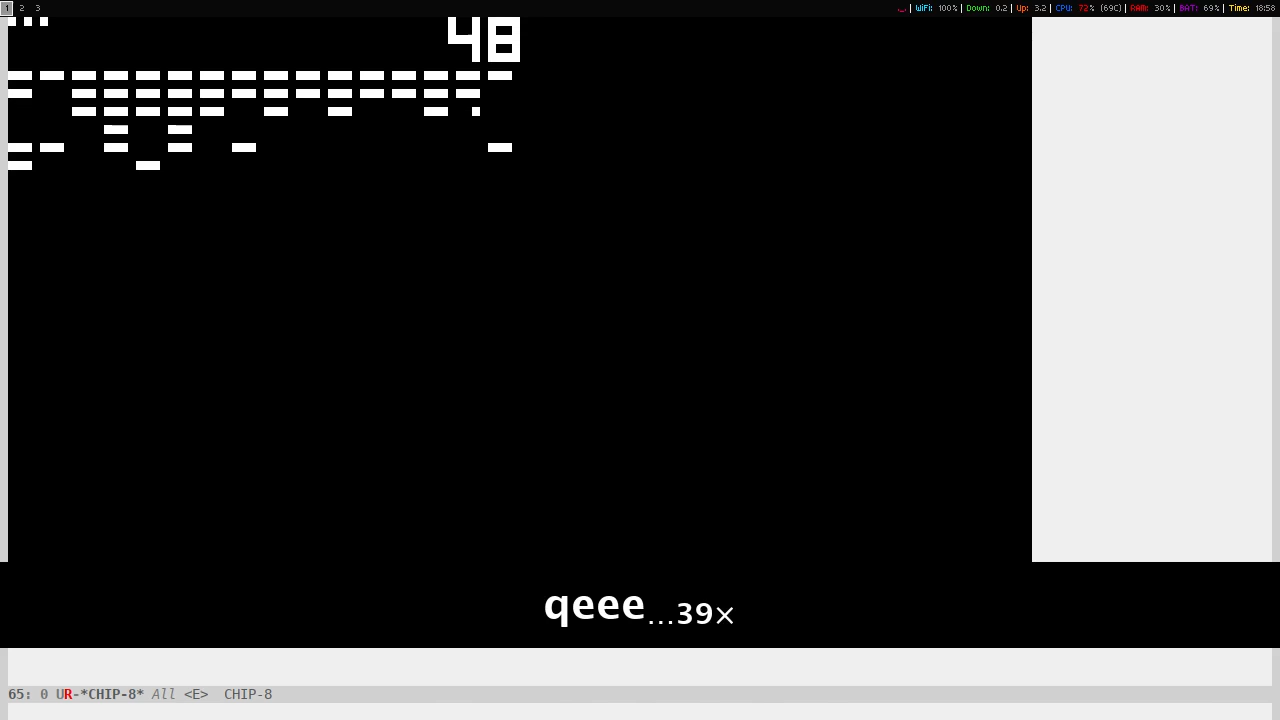 1 2 3 WiFi: 100% | Down: 0.2 | Up: 3.2 | CPU: 72% (69C) | RAM: 30% | BAT: 69% | Time: 18:58
48
qeee...39×
65: 0 UR-*CHIP-8* All <E> CHIP-8